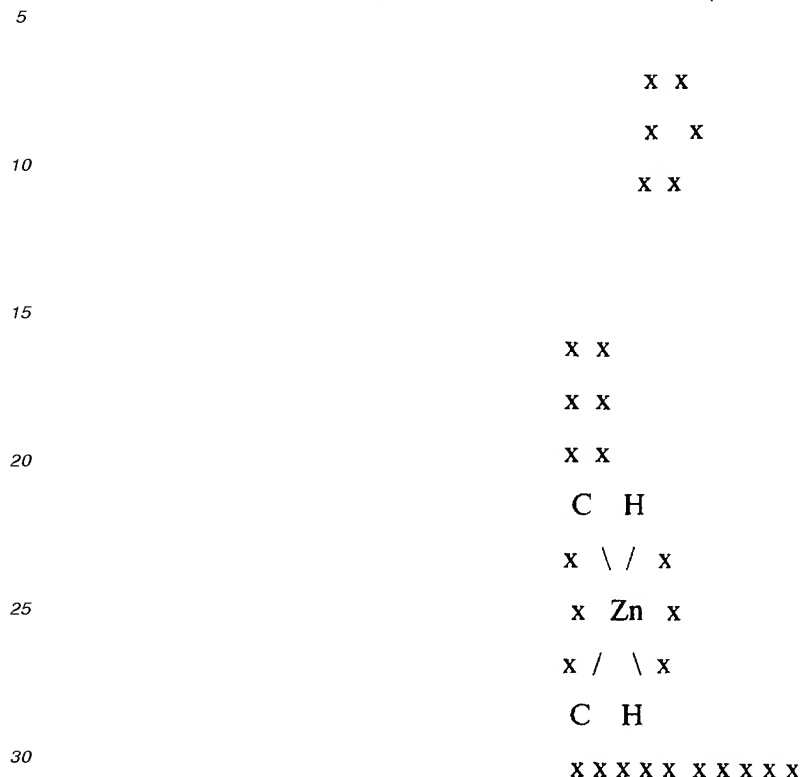 5
x x
x x
10
x x
15
x x
x x
20
x x
C H
x \ / x
25
x Zn x
x / \ x
C H
30
x x x x x x x x x x